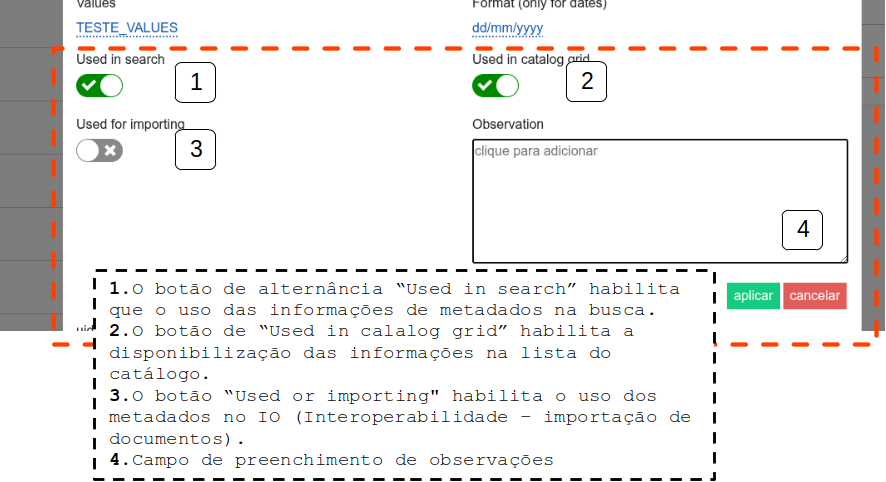 Values
Format (only for dates)
TESTE_VALUES
dd/mm/yyyy
Used in search
Used in catalog grid
1
2
Used for importing
Observation
3
clique para adicionar
4
aplicar
cancelar
1.O botão de alternância “Used in search” habilita
que o uso das informações de metadados na busca.
2.O botão de “Used in calalog grid” habilita a
disponibilização das informações na lista do
catálogo.
3.O botão “Used or importing" habilita o uso dos
metadados no IO (Interoperabilidade – importação de
documentos).
4.Campo de preenchimento de observações